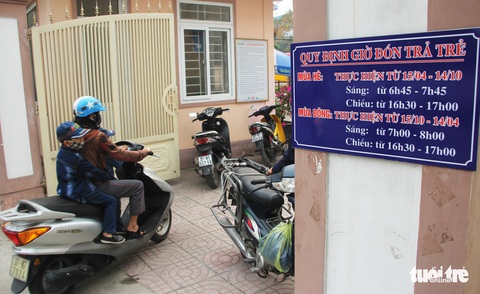 QUY ĐỊNH GIỜ ĐÓN TRẢ TRẺ
MÙA HÈ: THỰC HIỆN TỪ 15/04 - 14/10
Sáng: từ 6h45 - 7h45
Chiều: từ 16h30 - 17h00
MÙA ĐÔNG: THỰC HIỆN TỪ 15/10 - 14/04
Sáng: từ 7h00 - 8h00
Chiều: từ 16h30 - 17h00
tuổi trẻ
online